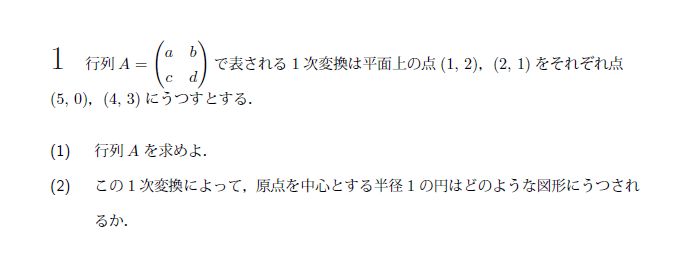 1 行列 A = \begin{pmatrix} a & b \\ c & d \end{pmatrix} で表される 1 次変換は平面上の点 (1, 2), (2, 1) をそれぞれ点
(5, 0), (4, 3) にうつすとする.
(1) 行列 A を求めよ.
(2) この 1 次変換によって, 原点を中心とする半径 1 の円はどのような図形にうつされ
るか.